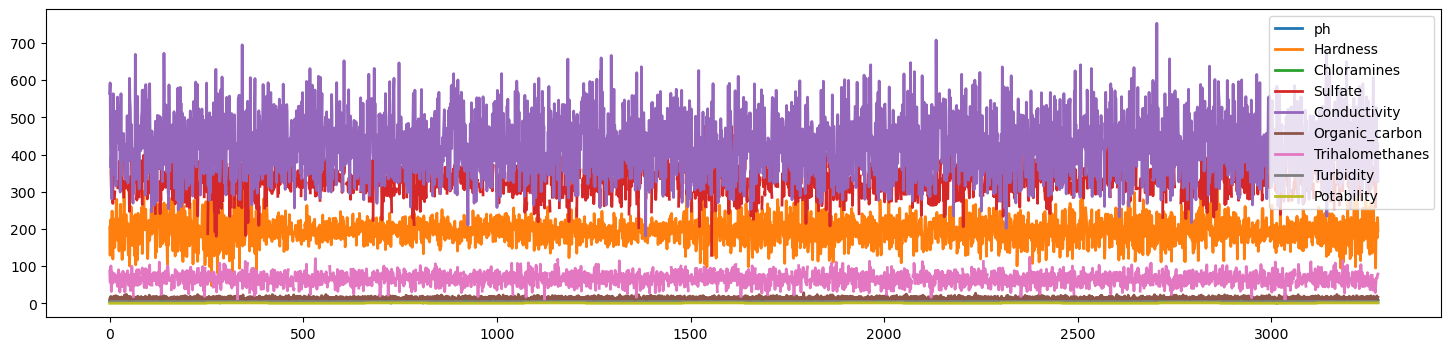 700
600
500
400
300
200
100
0
0
500
1000
1500
2000
2500
3000
ph
Hardness
Chloramines
Sulfate
Conductivity
Organic_carbon
Trihalomethanes
Turbidity
Potability